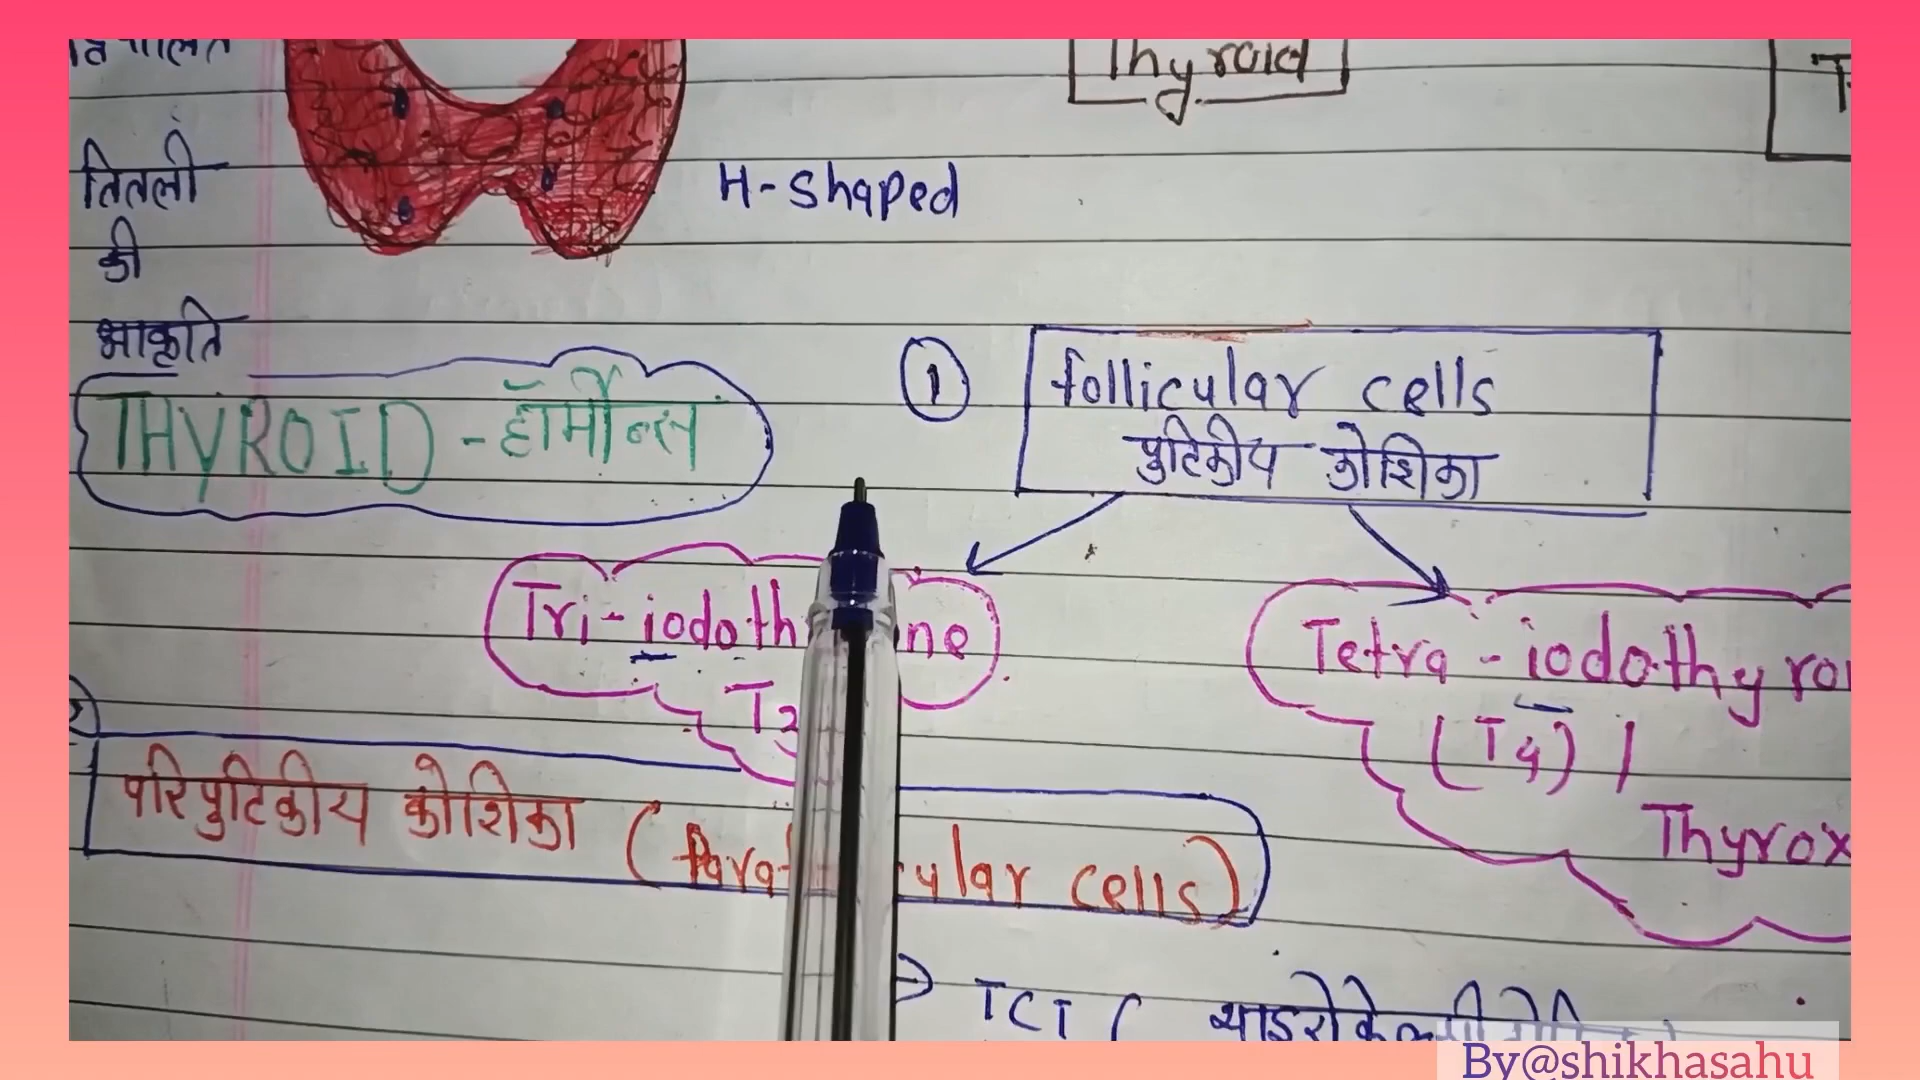 Thyroid
तितली
H-Shaped
की
आकृति
THYROID - हॉर्मोन्स
1
follicular cells
पुटिकीय कोशिका
Tri-iodoth
ne
Tetra-iodothyro
(T4) /
Thyrox
परिपुटिकीय कोशिका (
cells)
TCT (
By@shikhasahu